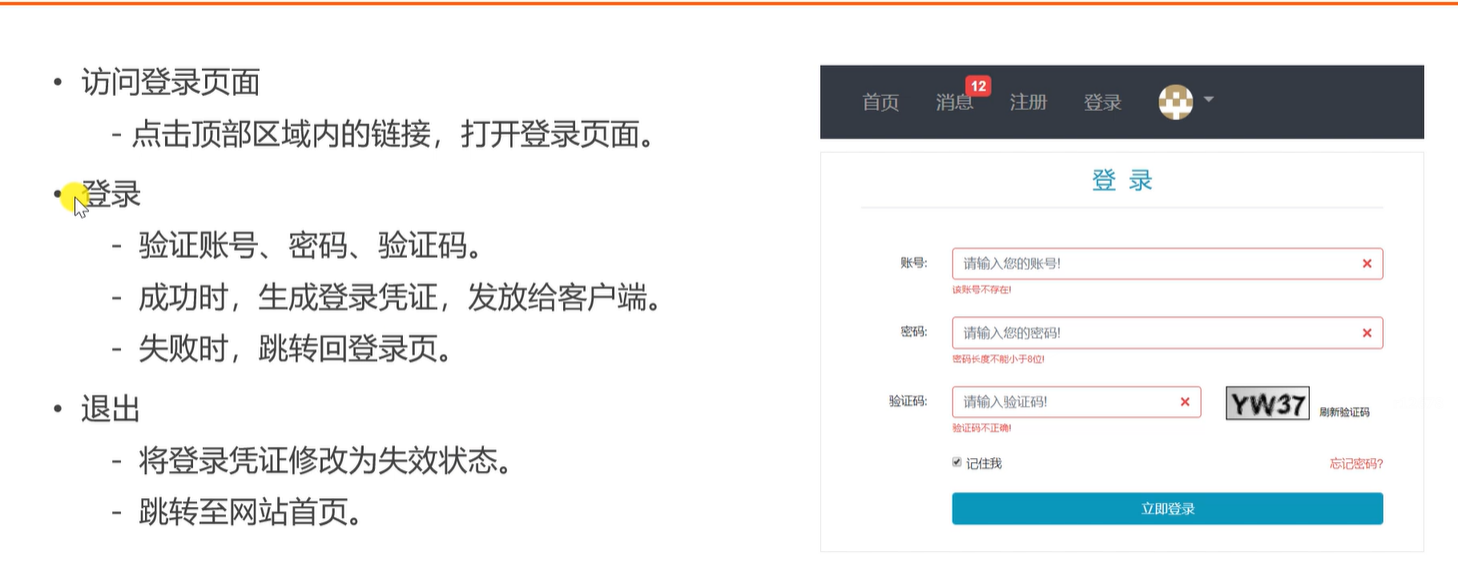 • 访问登录页面
- 点击顶部区域内的链接，打开登录页面。
• 登录
- 验证账号、密码、验证码。
- 成功时，生成登录凭证，发放给客户端。
- 失败时，跳转回登录页。
• 退出
- 将登录凭证修改为失效状态。
- 跳转至网站首页。
首页 消息 12 注册 登录
登 录
账号: 请输入您的账号!
该账号不存在!
密码: 请输入您的密码!
密码长度不能小于8位!
验证码: 请输入验证码! YW37 刷新验证码
验证码不正确!
记住我 忘记密码?
立即登录